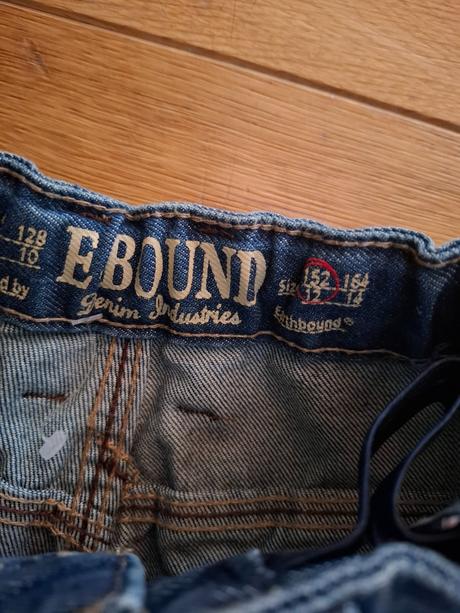 128
10
d by
E BOUND
Denim Industries
Size 152 164
12 14
Earthbound®